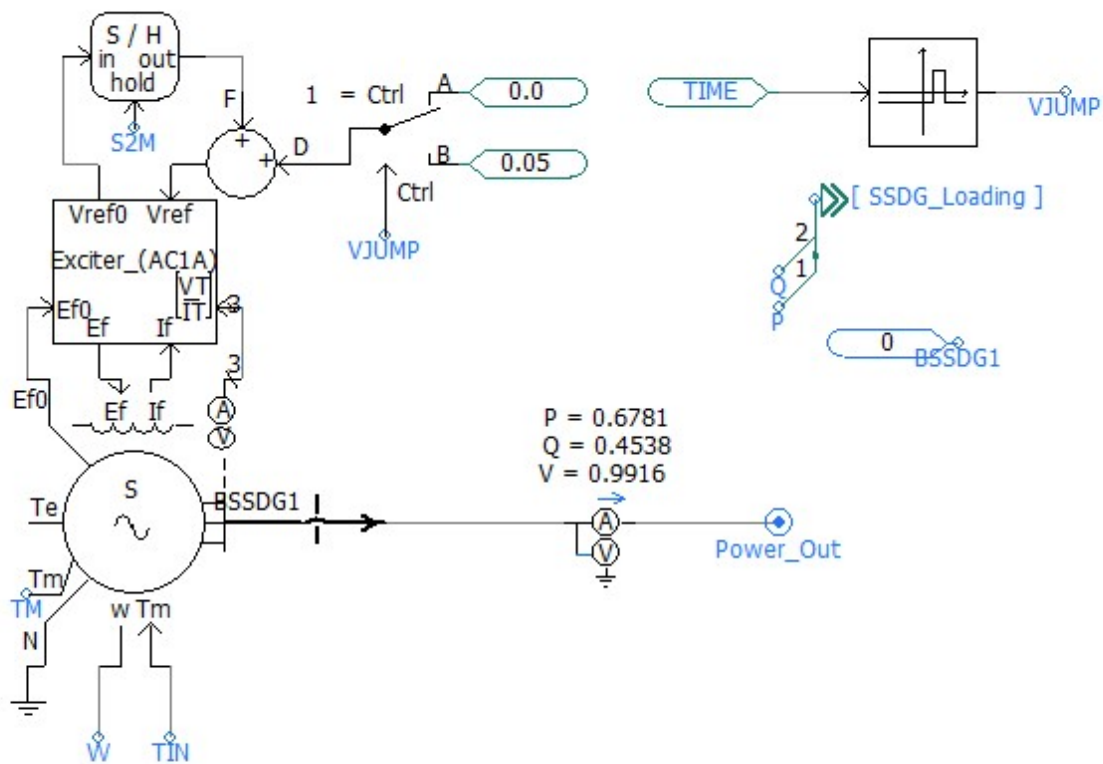 S / H
in out
hold
S2M
F
+
+
D
1 = Ctrl
A
0.0
B
0.05
Ctrl
VJUMP
TIME
VJUMP
[ SSDG_Loading ]
2
1
Q
P
0
BSSDG1
Vref0 Vref
Exciter_(AC1A)
VT
IT
3
Ef0
Ef
If
3
Ef0
Ef
If
A
V
P = 0.6781
Q = 0.4538
V = 0.9916
S
BSSDG1
Te
A
V
Power_Out
Tm
TM
w Tm
N
W
TIN